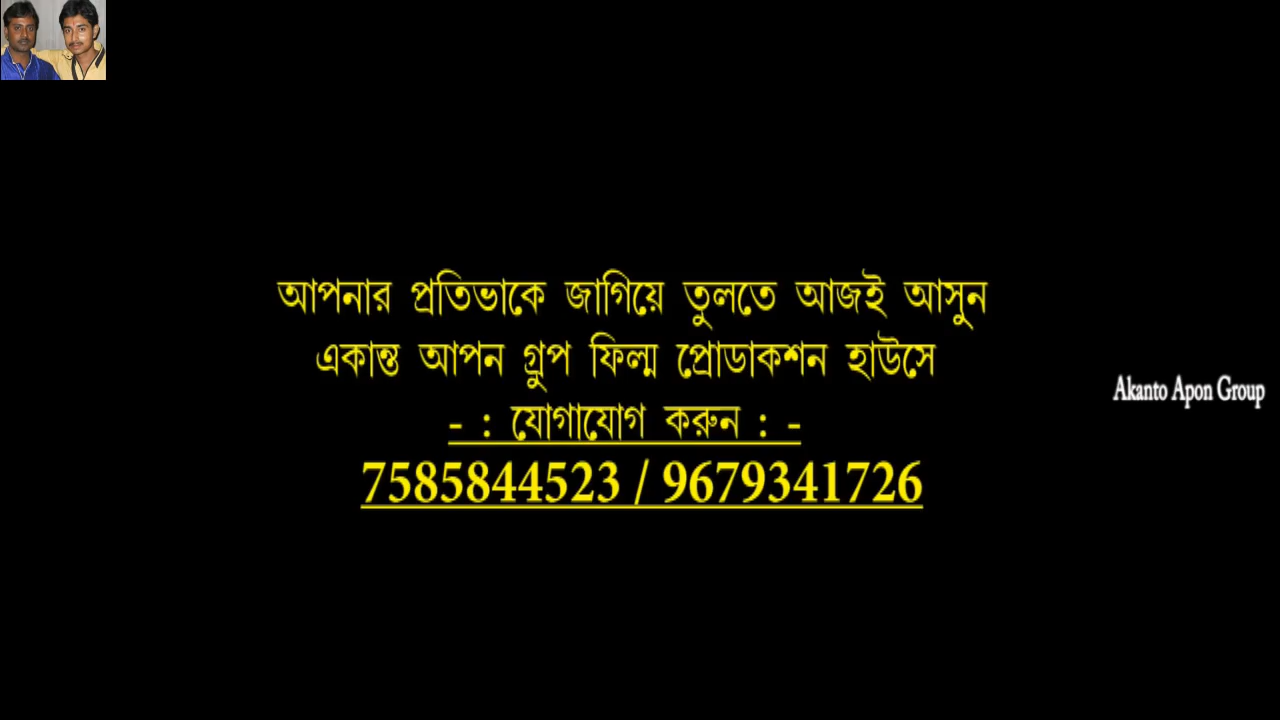 আপনার প্রতিভাকে জাগিয়ে তুলতে আজই আসুন
একান্ত আপন গ্রুপ ফিল্ম প্রোডাকশন হাউসে
- : যোগাযোগ করুন : -
7585844523 / 9679341726
Akanto Apon Group